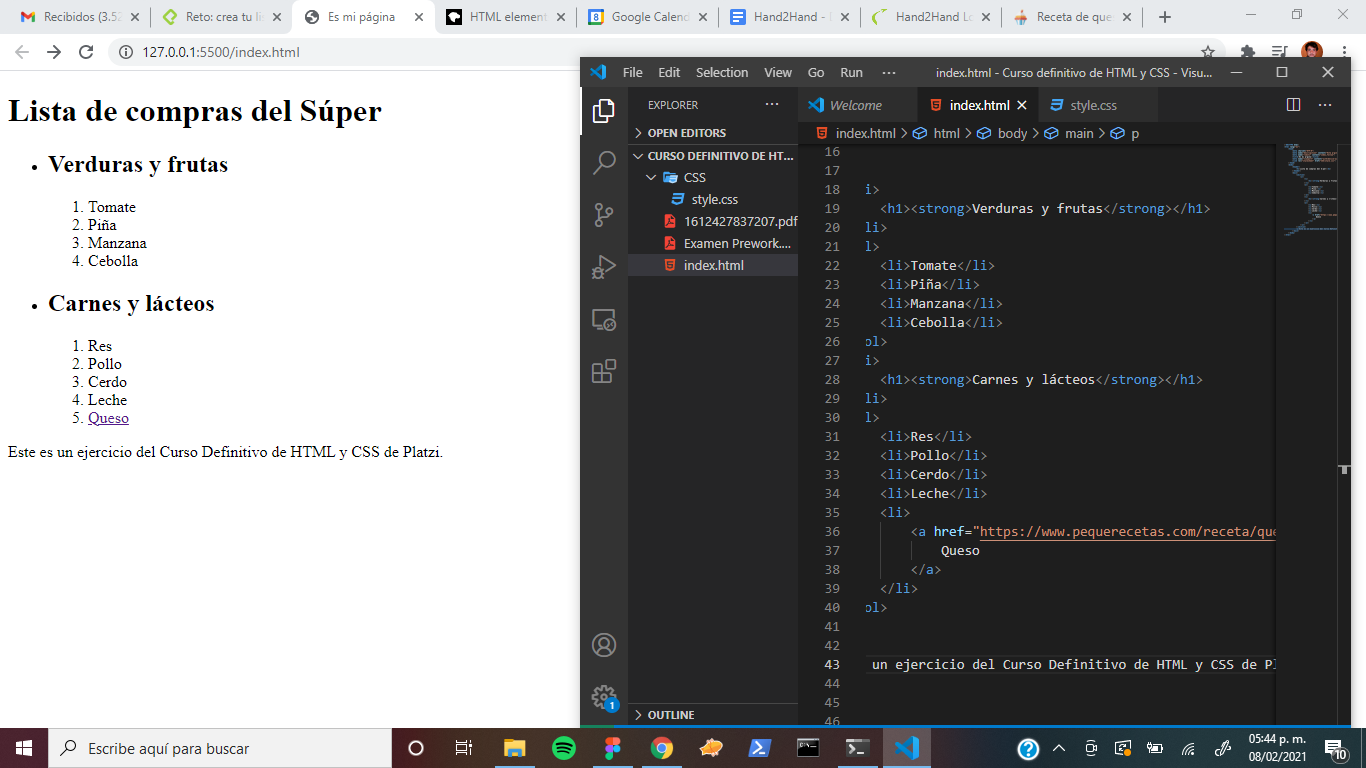 Recibidos (3.52
Reto: crea tu lis
Es mi página
HTML element
Google Calend
Hand2Hand - 
Hand2Hand Lo
Receta de que
127.0.0.1:5500/index.html
Lista de compras del Súper
Verduras y frutas
1. Tomate
2. Piña
3. Manzana
4. Cebolla
Carnes y lácteos
1. Res
2. Pollo
3. Cerdo
4. Leche
5. Queso
Este es un ejercicio del Curso Definitivo de HTML y CSS de Platzi.
File Edit Selection View Go Run ··· index.html - Curso definitivo de HTML y CSS - Visu...
EXPLORER ···
OPEN EDITORS
CURSO DEFINITIVO DE HT...
CSS
style.css
1612427837207.pdf
Examen Prework....
index.html
OUTLINE
Welcome index.html style.css ···
index.html > html > body > main > p
16
17
18 i>
19 <h1><strong>Verduras y frutas</strong></h1>
20 li>
21 l>
22 <li>Tomate</li>
23 <li>Piña</li>
24 <li>Manzana</li>
25 <li>Cebolla</li>
26 ol>
27 i>
28 <h1><strong>Carnes y lácteos</strong></h1>
29 li>
30 l>
31 <li>Res</li>
32 <li>Pollo</li>
33 <li>Cerdo</li>
34 <li>Leche</li>
35 <li>
36 <a href="https://www.pequerecetas.com/receta/que
37 Queso
38 </a>
39 </li>
40 ol>
41
42
43 un ejercicio del Curso Definitivo de HTML y CSS de Pl
44
45
46
1
Escribe aquí para buscar
05:44 p. m.
08/02/2021
10